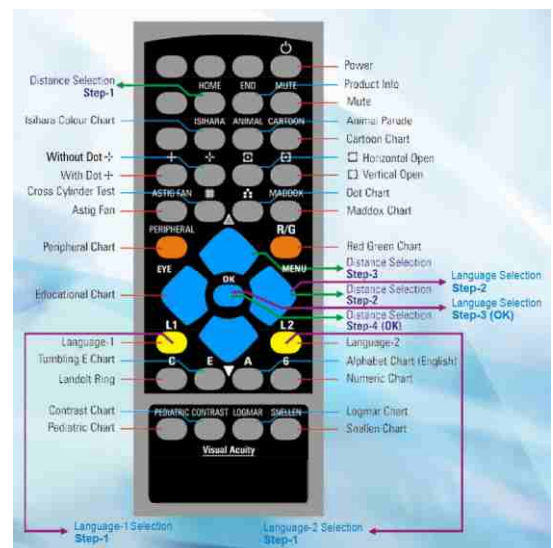 Power
Distance Selection
Step-1
HOME END MUTE
Product Info
Mute
Isihara Colour Chart
ISIHARA ANIMAL CARTOON
Animal Parade
Cartoon Chart
Without Dot
Horizontal Open
With Dot
Vertical Open
Cross Cylinder Test
ASTIG FAN
MADDOX
Dot Chart
Astig Fan
Maddox Chart
PERIPHERAL
R/G
Peripheral Chart
Red Green Chart
Distance Selection
Step-3
EYE
OK
MENU
Language Selection
Step-2
Educational Chart
Distance Selection
Step-2
Language Selection
Step-3 (OK)
Distance Selection
Step-4 (OK)
L1
L2
Language-1
Language-2
Tumbling E Chart
C E A 6
Alphabet Chart (English)
Landolt Ring
Numeric Chart
Contrast Chart
PEDIATRIC CONTRAST LOGMAR SNELLEN
Logmar Chart
Pediatric Chart
Snellen Chart
Visual Acuity
Language-1 Selection
Step-1
Language-2 Selection
Step-1